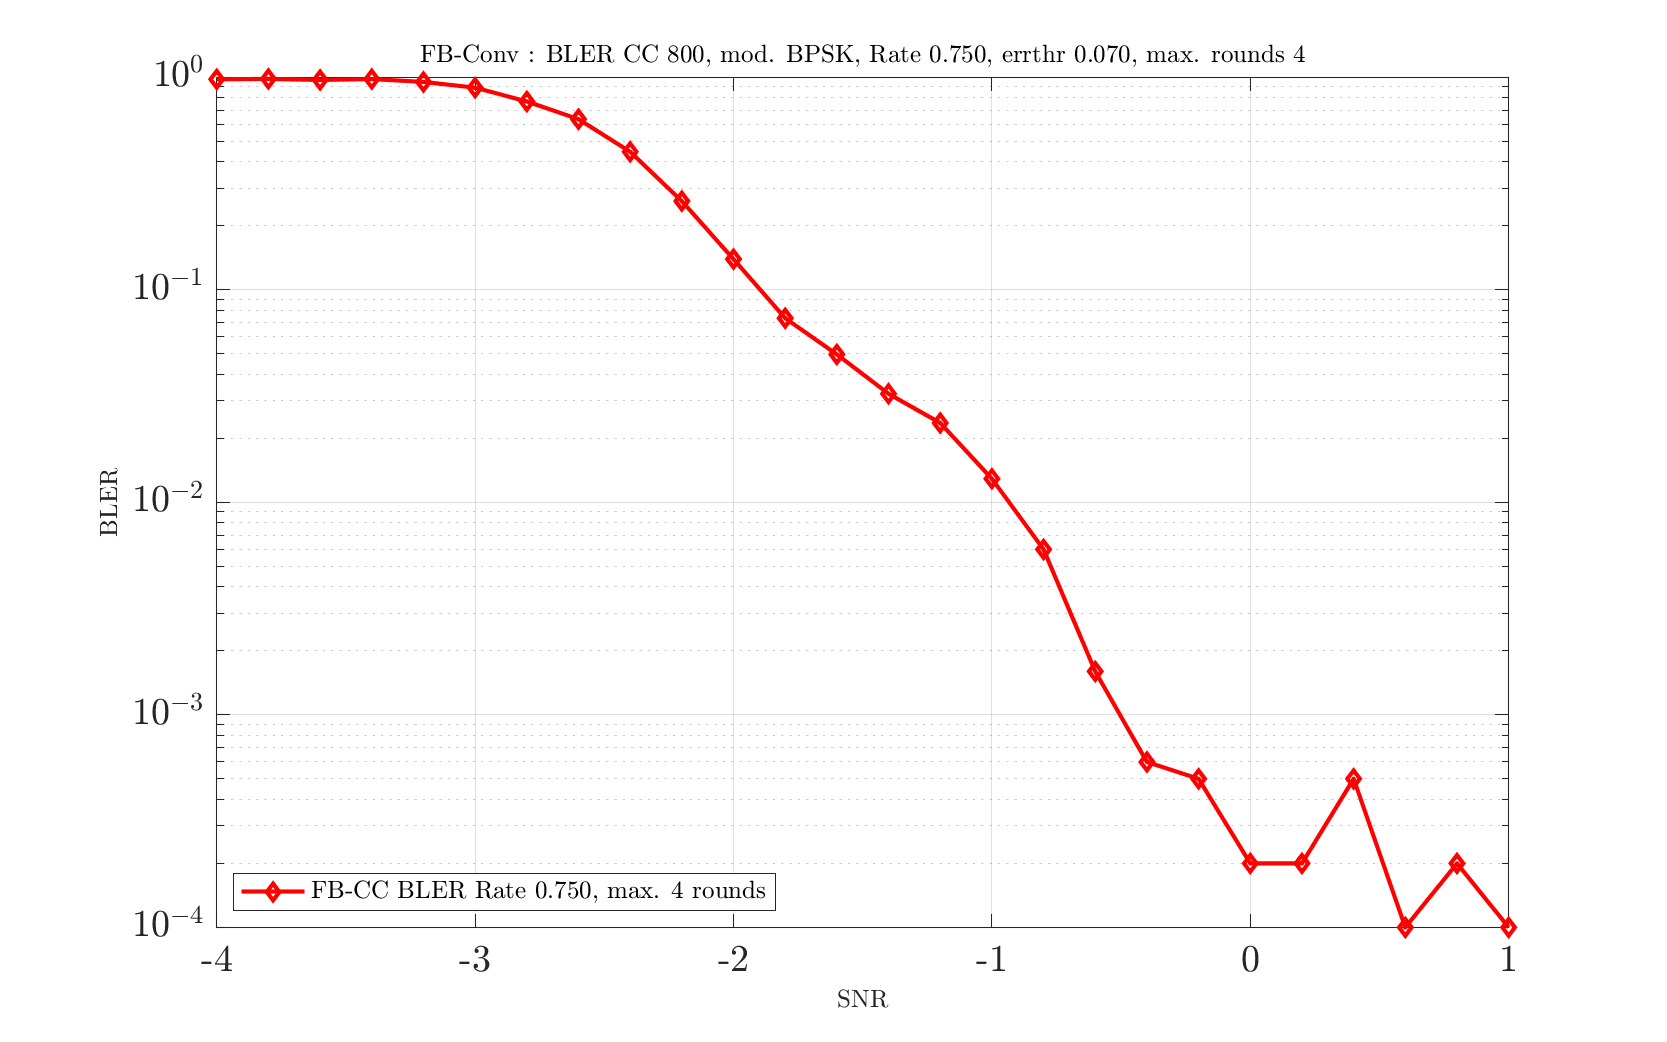 FB-Conv : BLER CC 800, mod. BPSK, Rate 0.750, errthr 0.070, max. rounds 4
10^0
10^−1
10^−2
10^−3
10^−4
BLER
FB-CC BLER Rate 0.750, max. 4 rounds
-4 -3 -2 -1 0 1
SNR